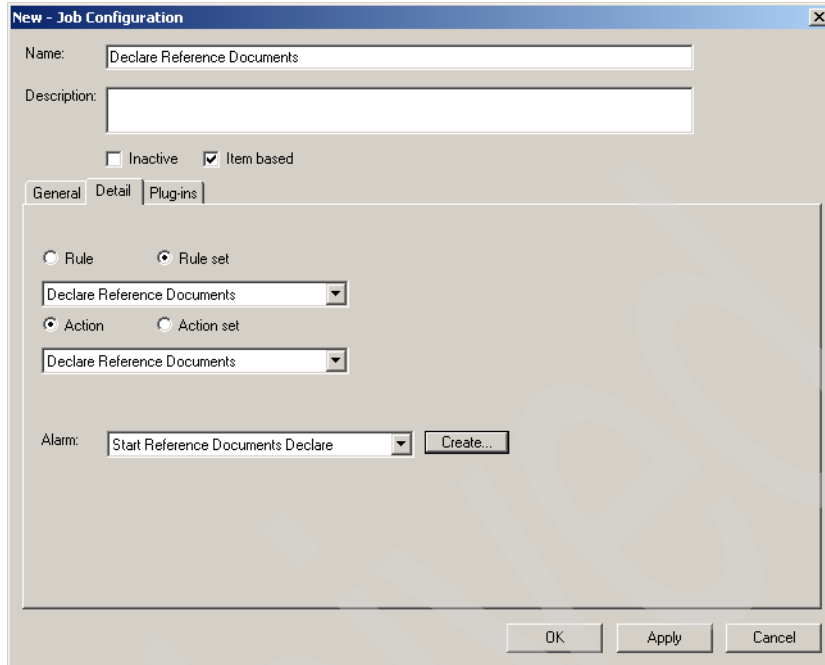 New - Job Configuration
Name: Declare Reference Documents
Description:
Inactive Item based
General Detail Plug-ins
Rule Rule set
Declare Reference Documents
Action Action set
Declare Reference Documents
Alarm: Start Reference Documents Declare Create...
OK Apply Cancel